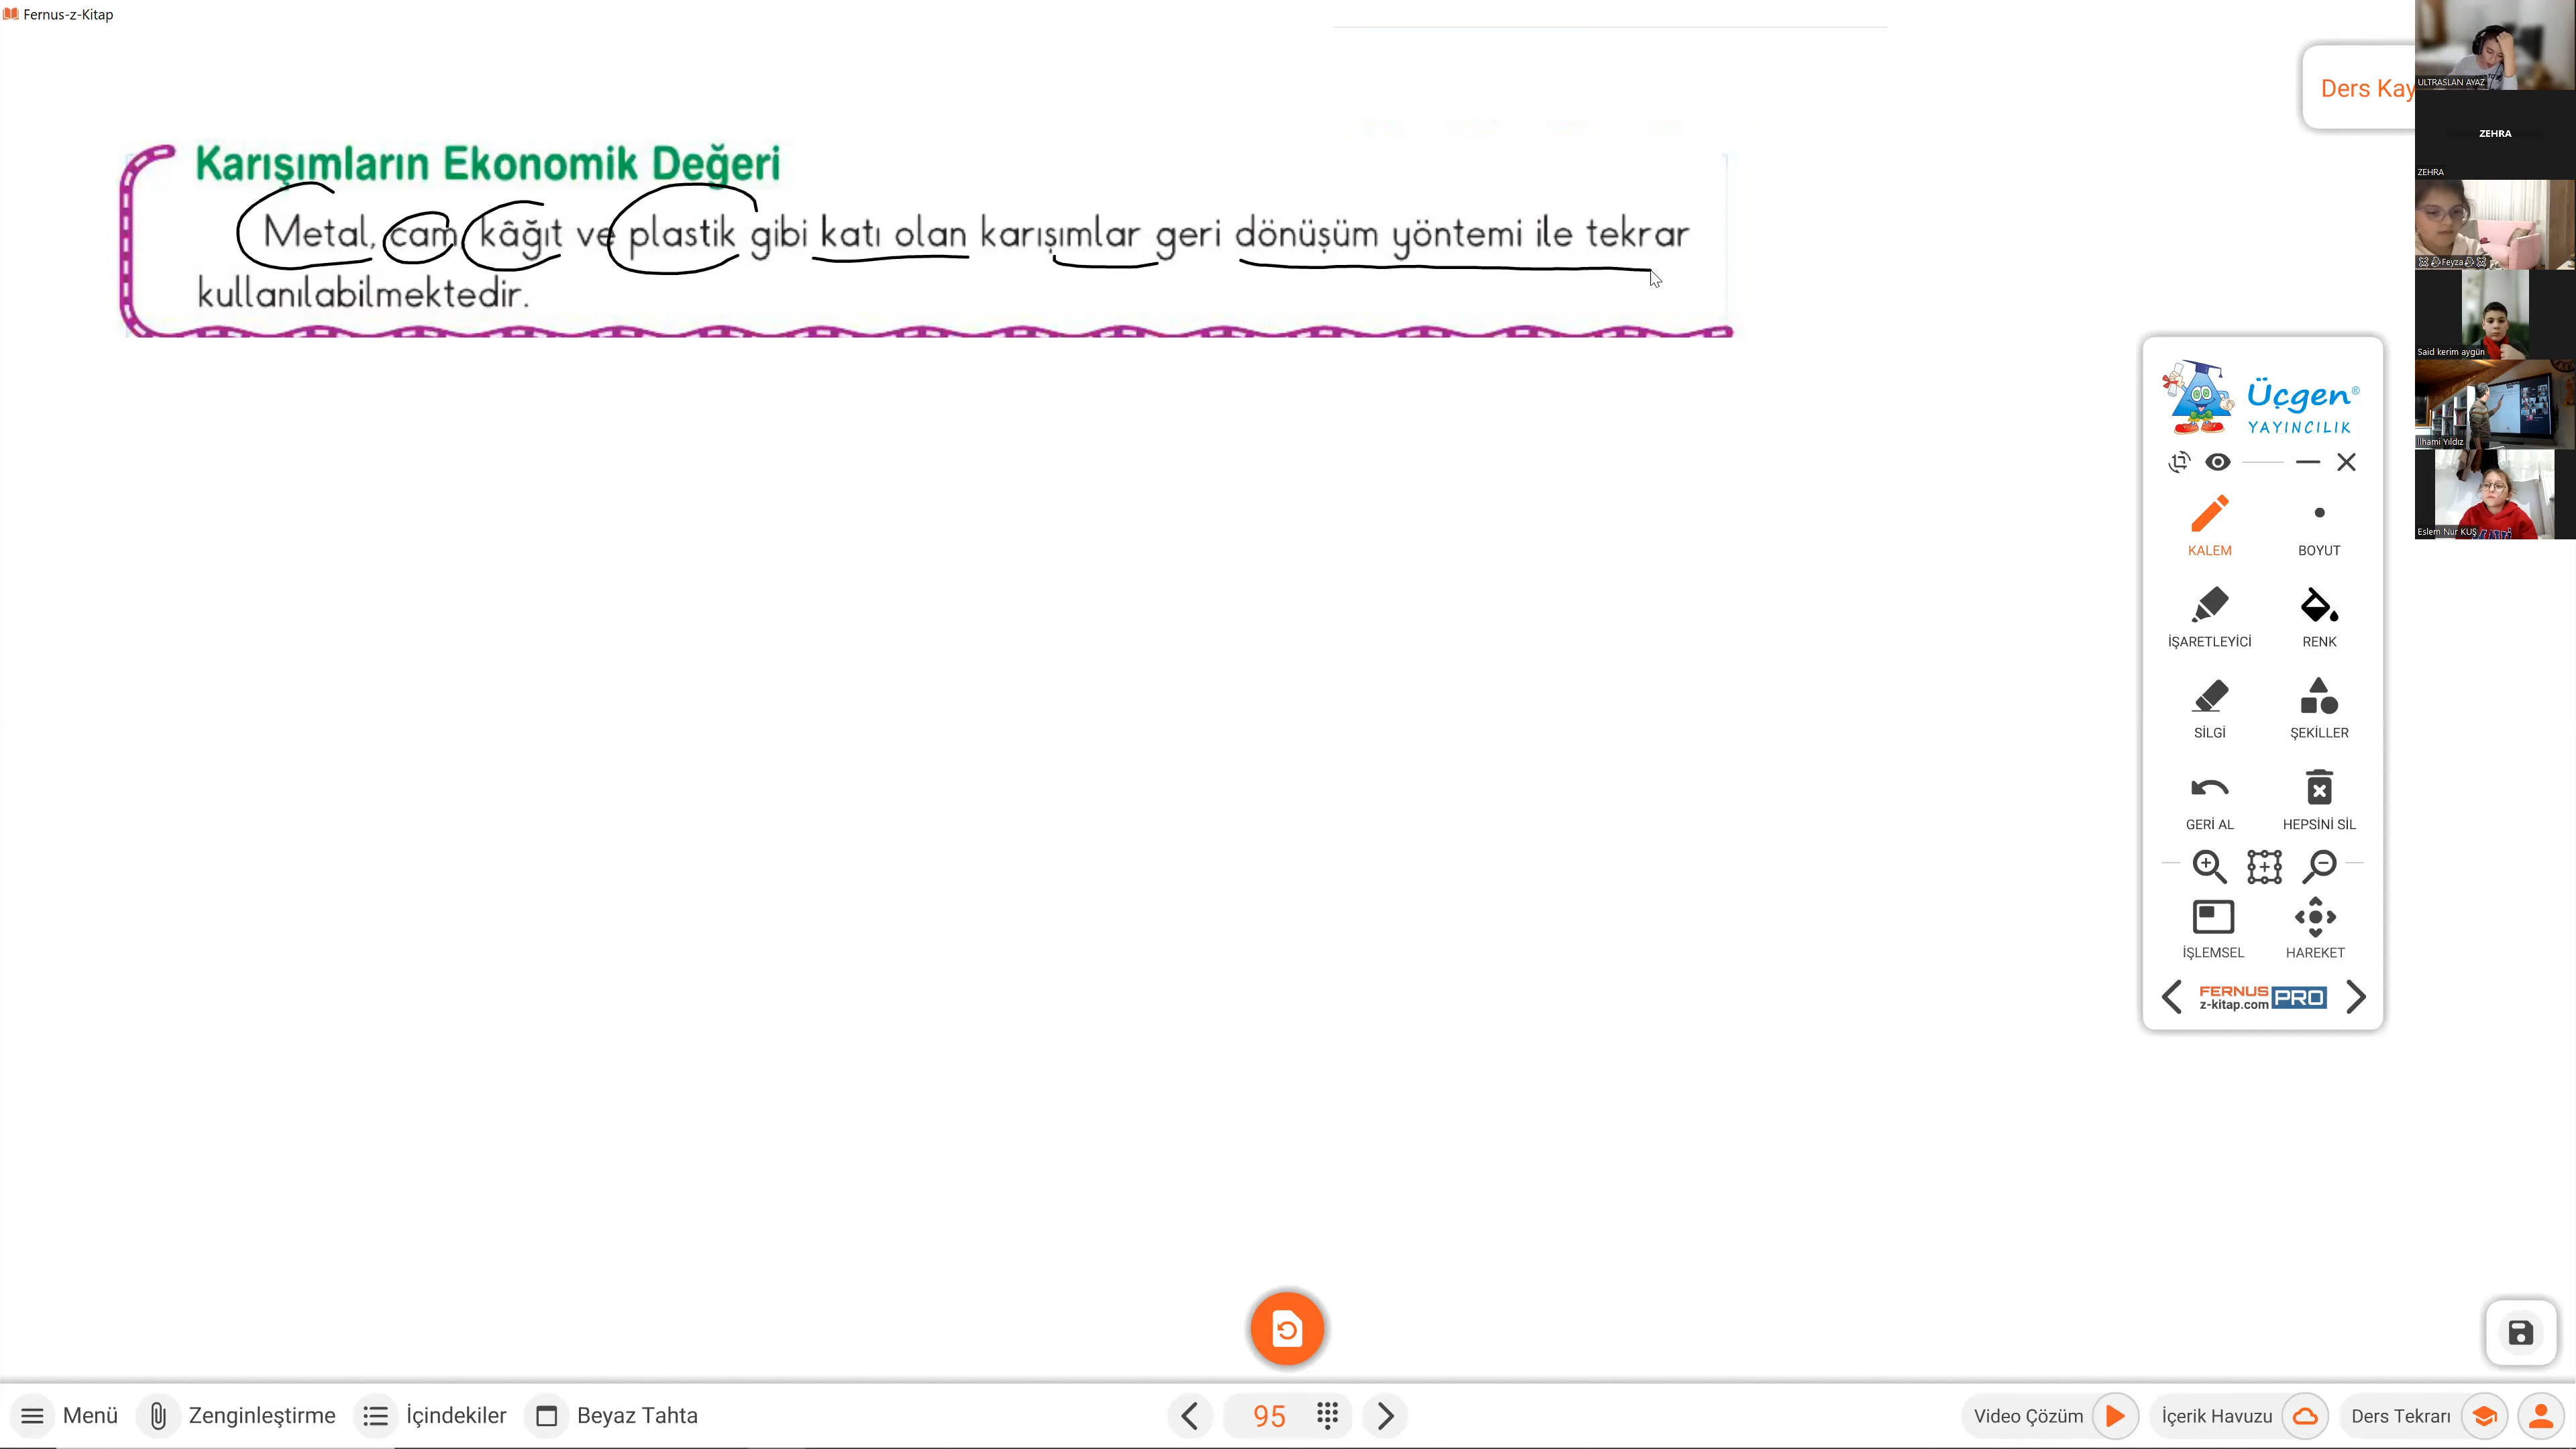 Fernus-z-Kitap
Ders Kay
Karışımların Ekonomik Değeri
Metal, cam, kâğıt ve plastik gibi katı olan karışımlar geri dönüşüm yöntemi ile tekrar
kullanılabilmektedir.
ULTRASLAN AYAZ
ZEHRA
ZEHRA
Feyza
Said kerim aygün
İlhami Yıldız
Eslem Nur KUŞ
Üçgen®
YAYINCILIK
KALEM
BOYUT
İŞARETLEYİCİ
RENK
SİLGİ
ŞEKİLLER
GERİ AL
HEPSİNİ SİL
İŞLEMSEL
HAREKET
FERNUS
z-kitap.com
PRO
Menü
Zenginleştirme
İçindekiler
Beyaz Tahta
95
Video Çözüm
İçerik Havuzu
Ders Tekrarı